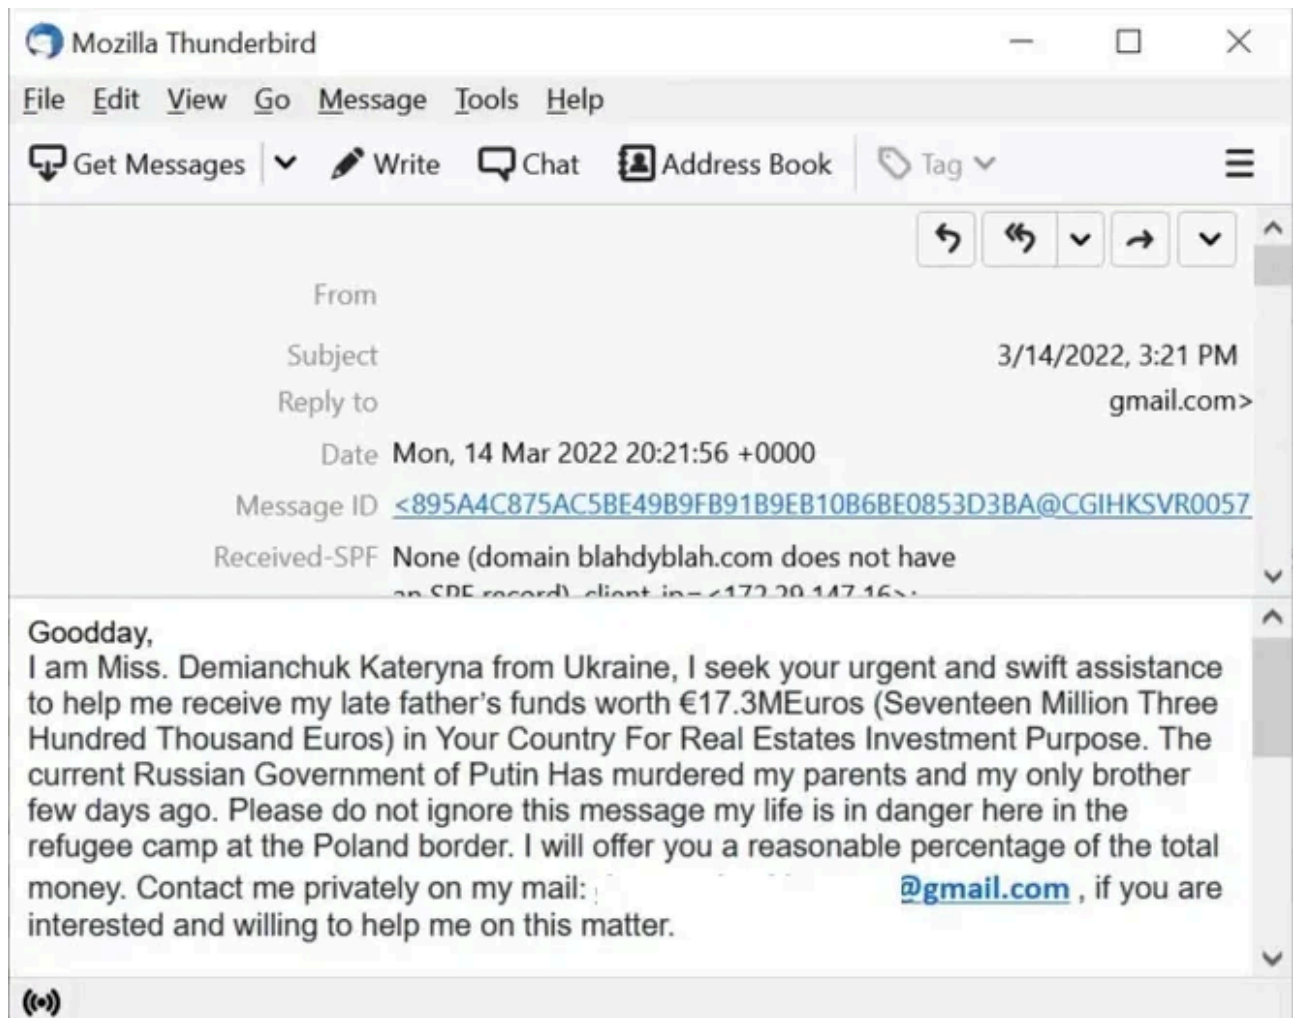 Mozilla Thunderbird
File Edit View Go Message Tools Help
Get Messages Write Chat Address Book Tag
From
Subject 3/14/2022, 3:21 PM
Reply to gmail.com>
Date Mon, 14 Mar 2022 20:21:56 +0000
Message ID <895A4C875AC5BE49B9FB91B9EB10B6BE0853D3BA@CGIHKSVR0057
Received-SPF None (domain blahdyblah.com does not have
an SPF record) client_ip=<172.29.147.16>;
Goodday,
I am Miss. Demianchuk Kateryna from Ukraine, I seek your urgent and swift assistance
to help me receive my late father's funds worth €17.3MEuros (Seventeen Million Three
Hundred Thousand Euros) in Your Country For Real Estates Investment Purpose. The
current Russian Government of Putin Has murdered my parents and my only brother
few days ago. Please do not ignore this message my life is in danger here in the
refugee camp at the Poland border. I will offer you a reasonable percentage of the total
money. Contact me privately on my mail: @gmail.com , if you are
interested and willing to help me on this matter.